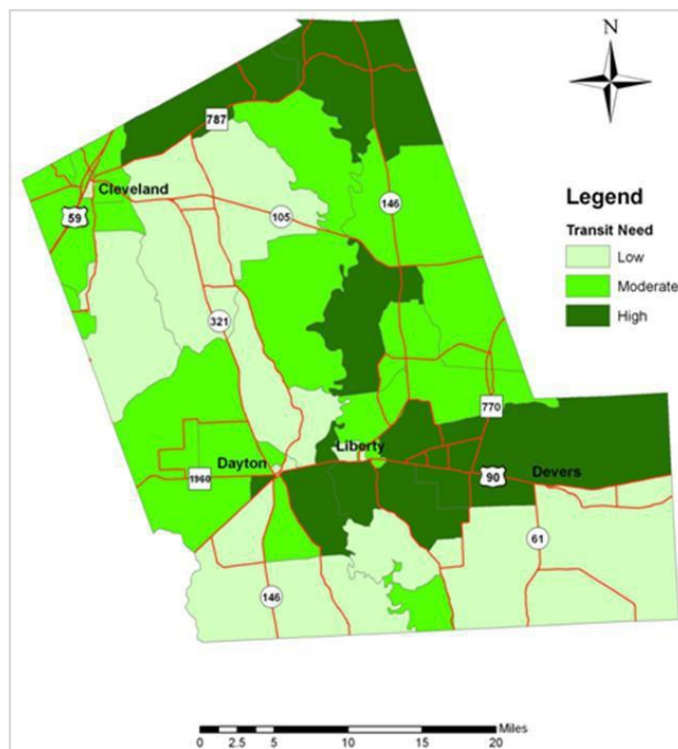 N
787
Cleveland
59
105
146
Legend
Transit Need
Low
Moderate
High
321
770
Liberty
Dayton
Devers
1960
90
61
146
Miles
0 2.5 5 10 15 20